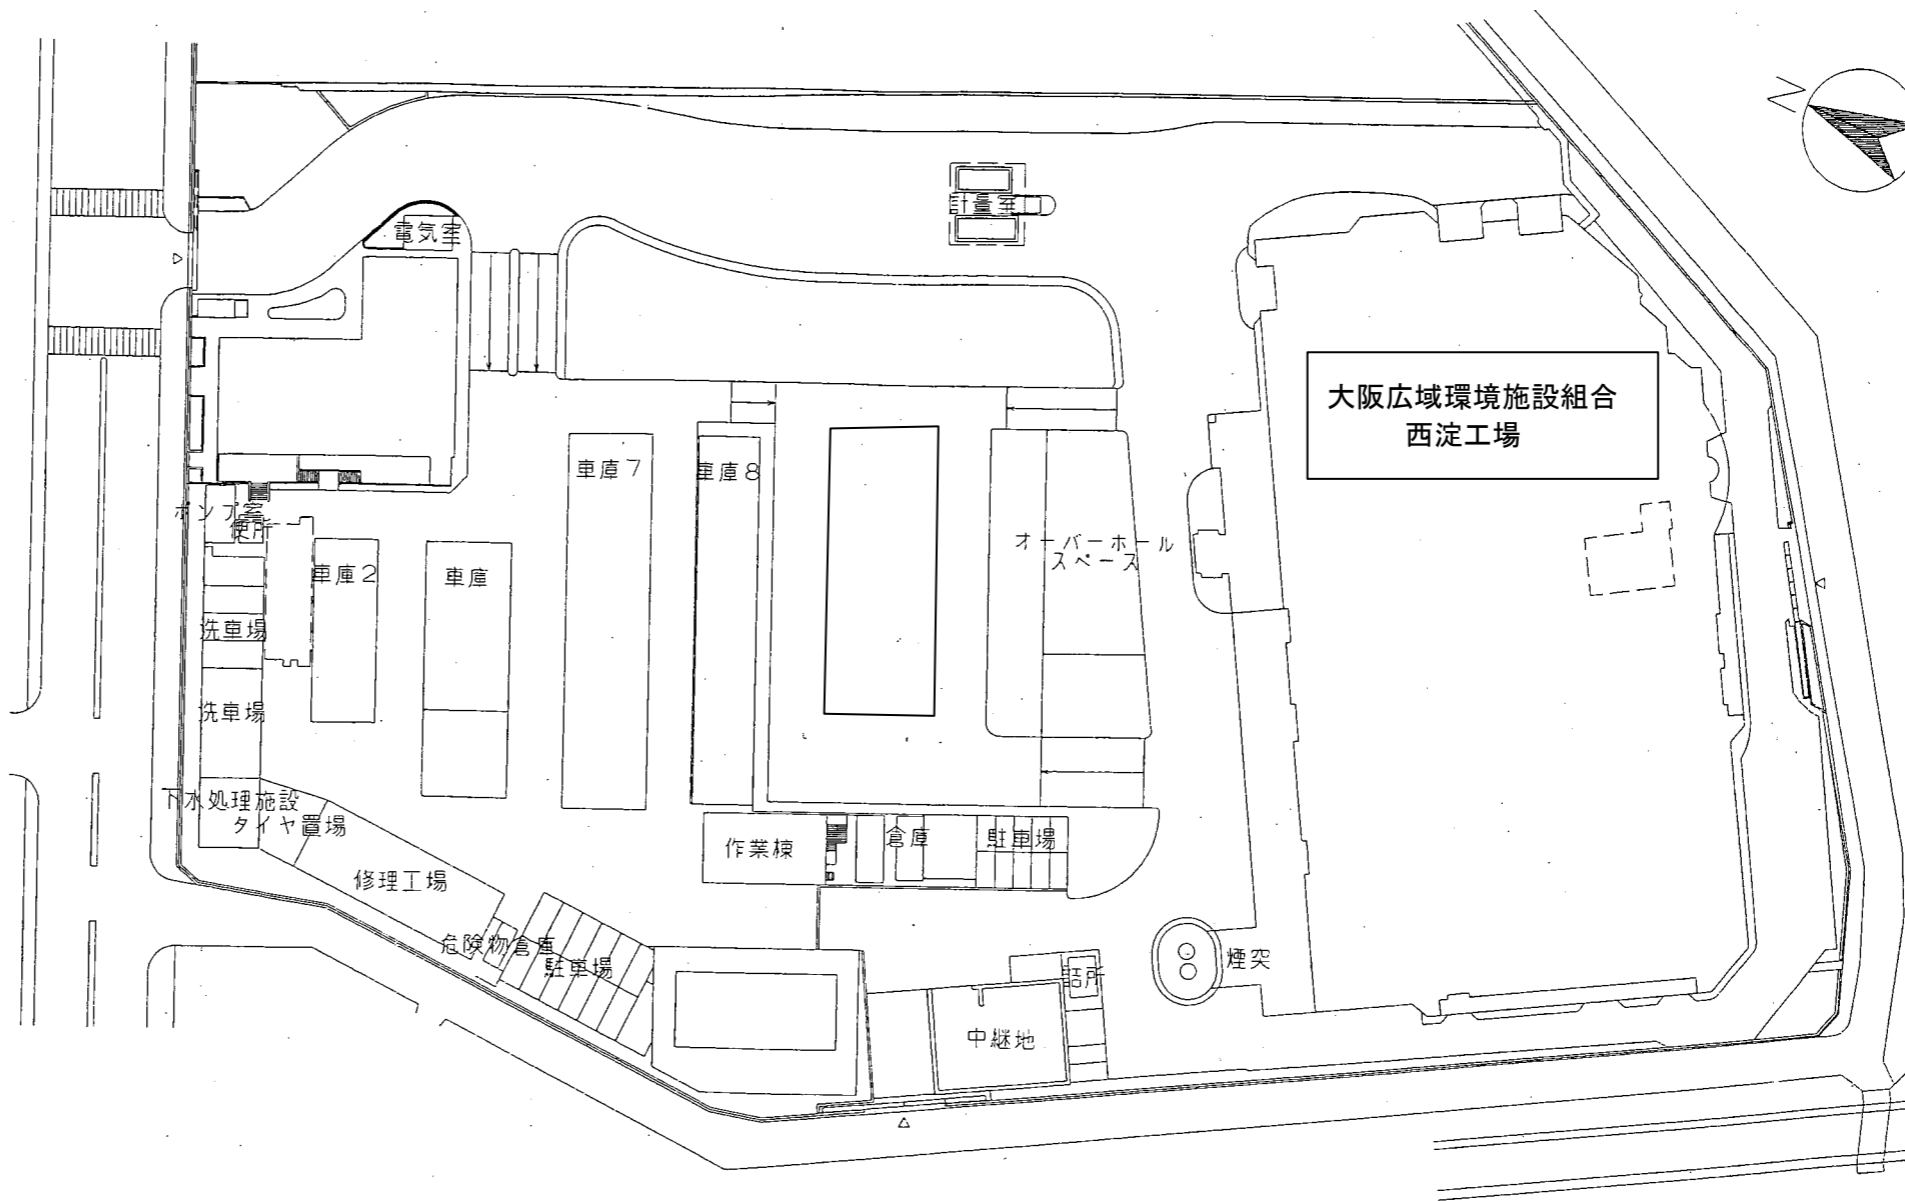 N
計量室
電気室
大阪広域環境施設組合
西淀工場
車庫7
車庫8
ポンプ室
便所
オーバーホール
スペース
車庫2
車庫
洗車場
洗車場
下水処理施設
タイヤ置場
作業棟
倉庫
駐車場
修理工場
危険物倉庫
駐車場
煙突
詰所
中継地